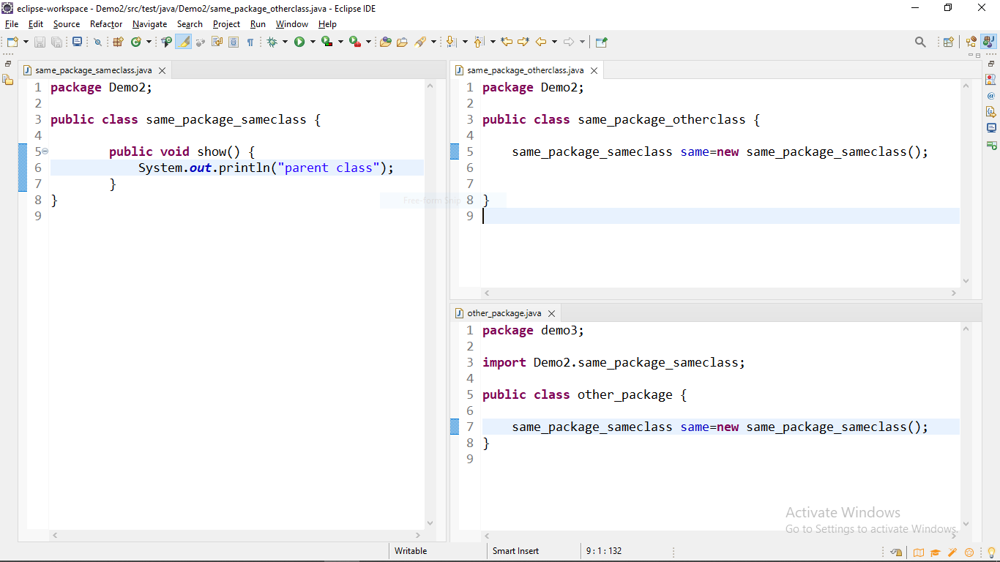 eclipse-workspace - Demo2/src/test/java/Demo2/same_package_otherclass.java - Eclipse IDE
File Edit Source Refactor Navigate Search Project Run Window Help
same_package_sameclass.java
1 package Demo2;
2
3 public class same_package_sameclass {
4
5 public void show() {
6 System.out.println("parent class");
7 }
8 }
9
same_package_otherclass.java
1 package Demo2;
2
3 public class same_package_otherclass {
4
5 same_package_sameclass same=new same_package_sameclass();
6
7
Free-form Snip
8 }
9
other_package.java
1 package demo3;
2
3 import Demo2.same_package_sameclass;
4
5 public class other_package {
6
7 same_package_sameclass same=new same_package_sameclass();
8 }
9
Activate Windows
Go to Settings to activate Windows.
Writable Smart Insert 9 : 1 : 132